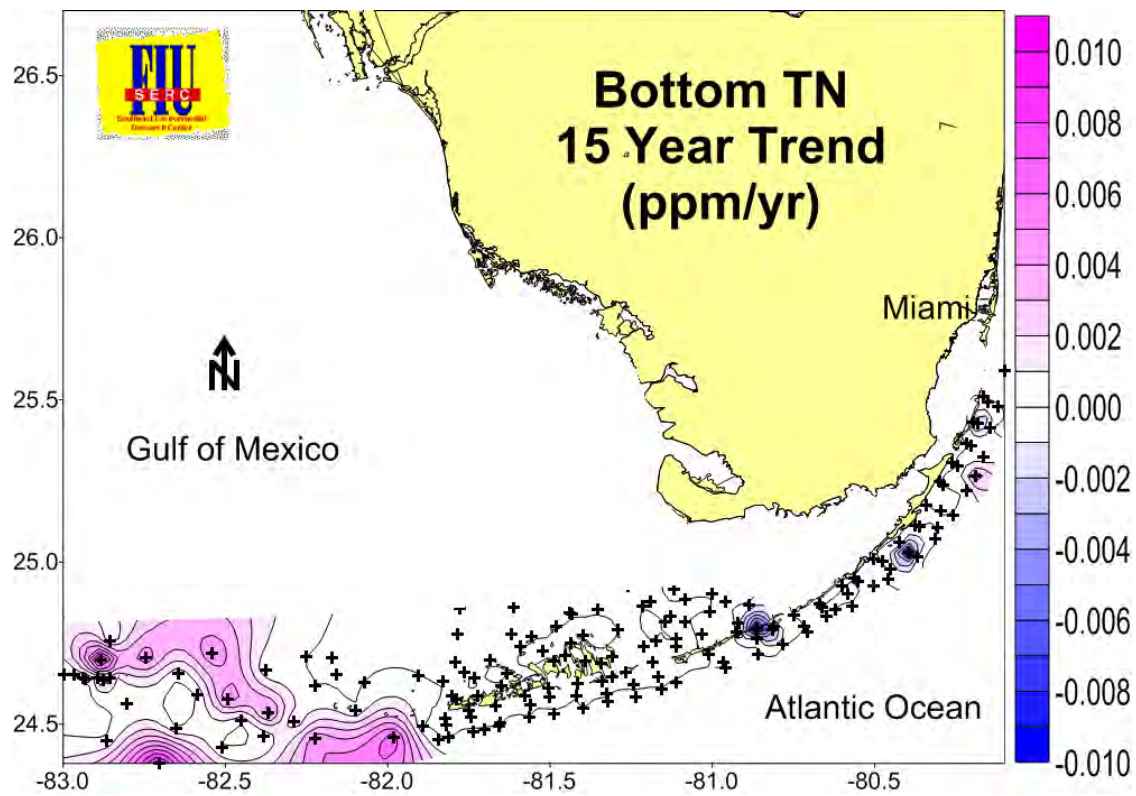 FIU
SERC
Bottom TN
15 Year Trend
(ppm/yr)
Miami
N
Gulf of Mexico
Atlantic Ocean
26.5
26.0
25.5
25.0
24.5
-83.0 -82.5 -82.0 -81.5 -81.0 -80.5
0.010
0.008
0.006
0.004
0.002
0.000
-0.002
-0.004
-0.006
-0.008
-0.010